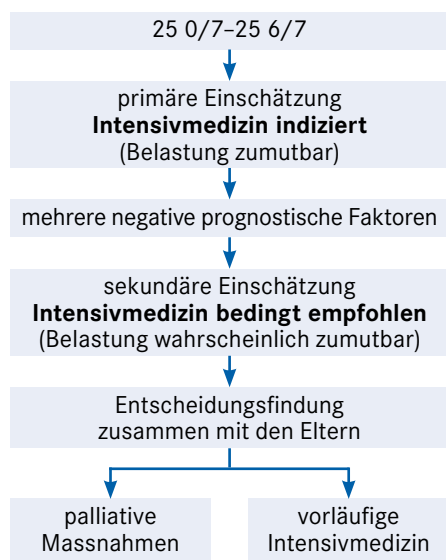 25 0/7–25 6/7
primäre Einschätzung
Intensivmedizin indiziert
(Belastung zumutbar)
mehrere negative prognostische Faktoren
sekundäre Einschätzung
Intensivmedizin bedingt empfohlen
(Belastung wahrscheinlich zumutbar)
Entscheidungsfindung
zusammen mit den Eltern
palliative
Massnahmen
vorläufige
Intensivmedizin